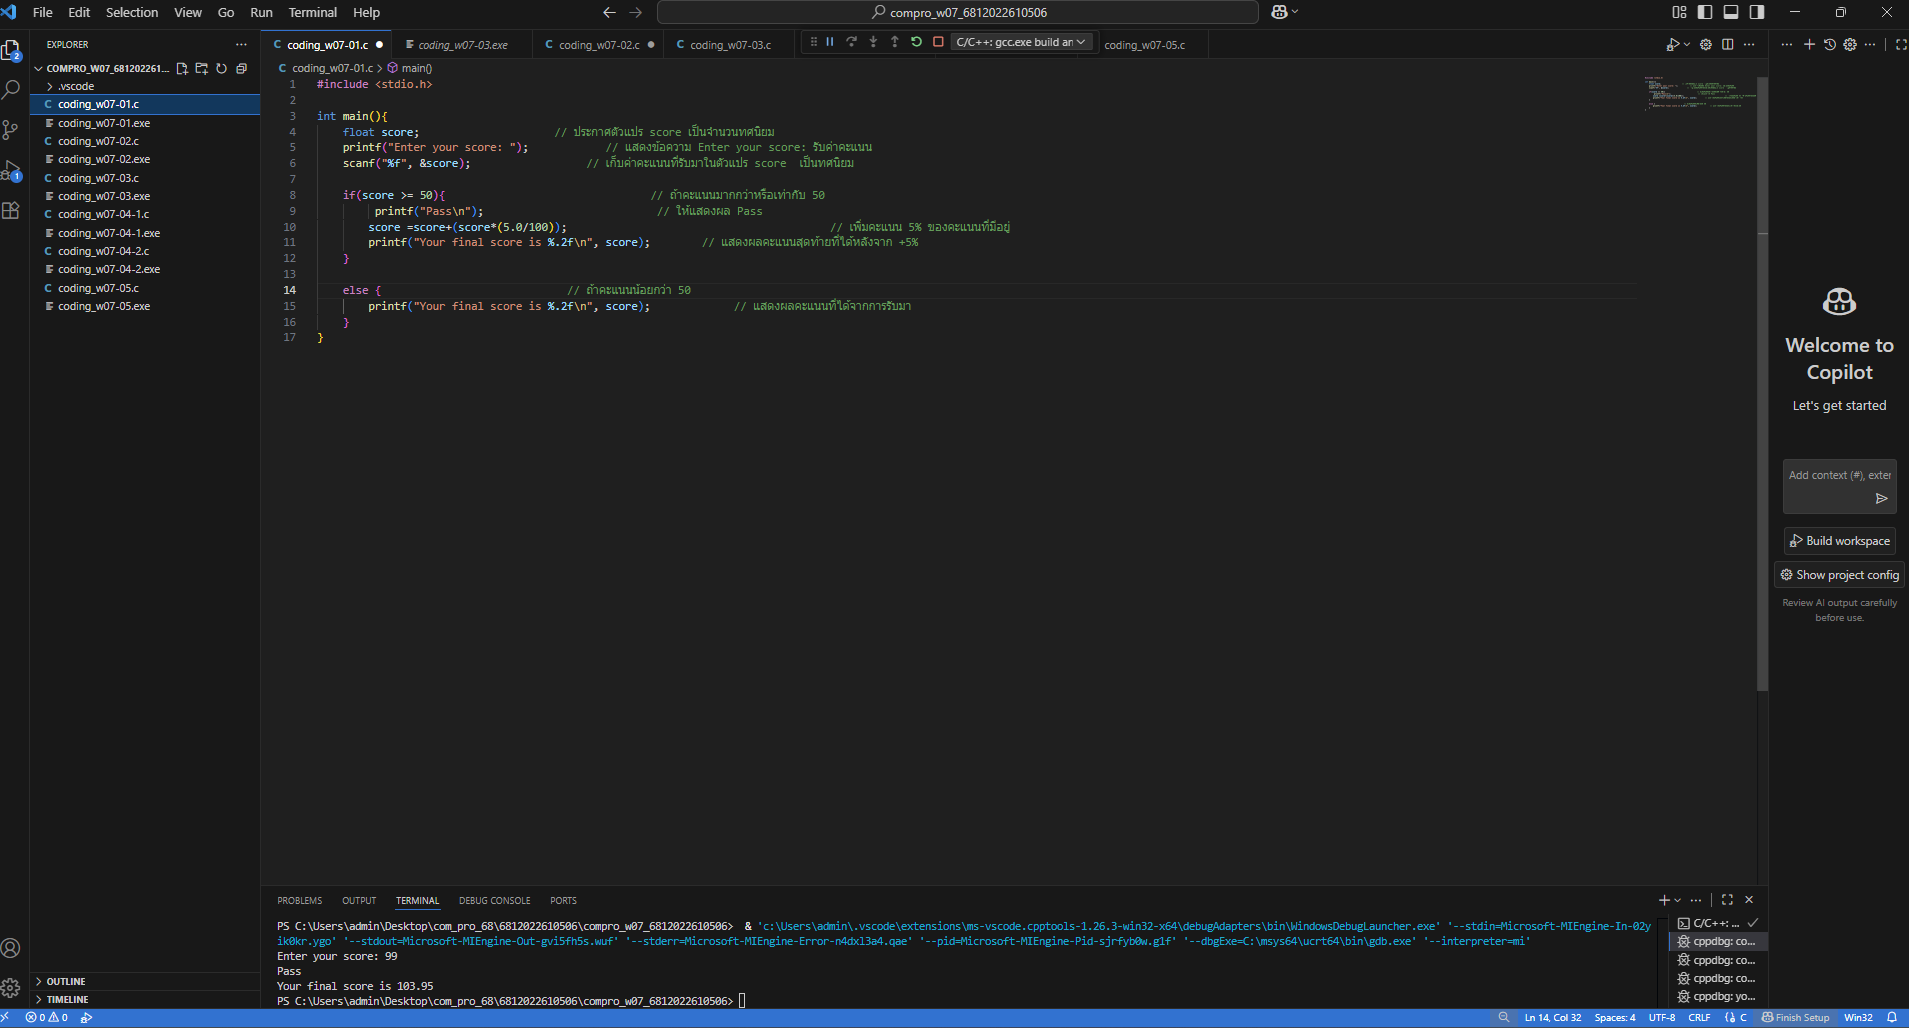 File Edit Selection View Go Run Terminal Help
compro_w07_6812022610506
EXPLORER
COMPRO_W07_681202261...
.vscode
C coding_w07-01.c
coding_w07-01.exe
C coding_w07-02.c
coding_w07-02.exe
C coding_w07-03.c
coding_w07-03.exe
C coding_w07-04-1.c
coding_w07-04-1.exe
C coding_w07-04-2.c
coding_w07-04-2.exe
C coding_w07-05.c
coding_w07-05.exe
OUTLINE
TIMELINE
2
1
C coding_w07-01.c coding_w07-03.exe C coding_w07-02.c C coding_w07-03.c C/C++: gcc.exe build ar coding_w07-05.c
C coding_w07-01.c > main()
1 #include <stdio.h>
2
3 int main(){
4 float score; // ประกาศตัวแปร score เป็นจำนวนทศนิยม
5 printf("Enter your score: "); // แสดงข้อความ Enter your score: รับค่าคะแนน
6 scanf("%f", &score); // เก็บค่าคะแนนที่รับมาในตัวแปร score เป็นทศนิยม
7
8 if(score >= 50){ // ถ้าคะแนนมากกว่าหรือเท่ากับ 50
9 printf("Pass\n"); // ให้แสดงผล Pass
10 score =score+(score*(5.0/100)); // เพิ่มคะแนน 5% ของคะแนนที่มีอยู่
11 printf("Your final score is %.2f\n", score); // แสดงผลคะแนนสุดท้ายที่ได้หลังจาก +5%
12 }
13
14 else { // ถ้าคะแนนน้อยกว่า 50
15 printf("Your final score is %.2f\n", score); // แสดงผลคะแนนที่ได้จากการรับมา
16 }
17 }
Welcome to
Copilot
Let's get started
Add context (#), exter
Build workspace
Show project config
Review AI output carefully
before use.
PROBLEMS OUTPUT TERMINAL DEBUG CONSOLE PORTS
PS C:\Users\admin\Desktop\com_pro_68\6812022610506\compro_w07_6812022610506> & 'c:\Users\admin\.vscode\extensions\ms-vscode.cpptools-1.26.3-win32-x64\debugAdapters\bin\WindowsDebugLauncher.exe' '--stdin=Microsoft-MIEngine-In-02y
ik0kr.ygo' '--stdout=Microsoft-MIEngine-Out-gvi5fh5s.wuf' '--stderr=Microsoft-MIEngine-Error-n4dxl3a4.qae' '--pid=Microsoft-MIEngine-Pid-sjrfyb0w.glf' '--dbgExe=C:\msys64\ucrt64\bin\gdb.exe' '--interpreter=mi'
Enter your score: 99
Pass
Your final score is 103.95
PS C:\Users\admin\Desktop\com_pro_68\6812022610506\compro_w07_6812022610506>
C/C++: ...
cppdbg: co...
cppdbg: co...
cppdbg: co...
cppdbg: yo...
0 0 Ln 14, Col 32 Spaces: 4 UTF-8 CRLF {} C Finish Setup Win32